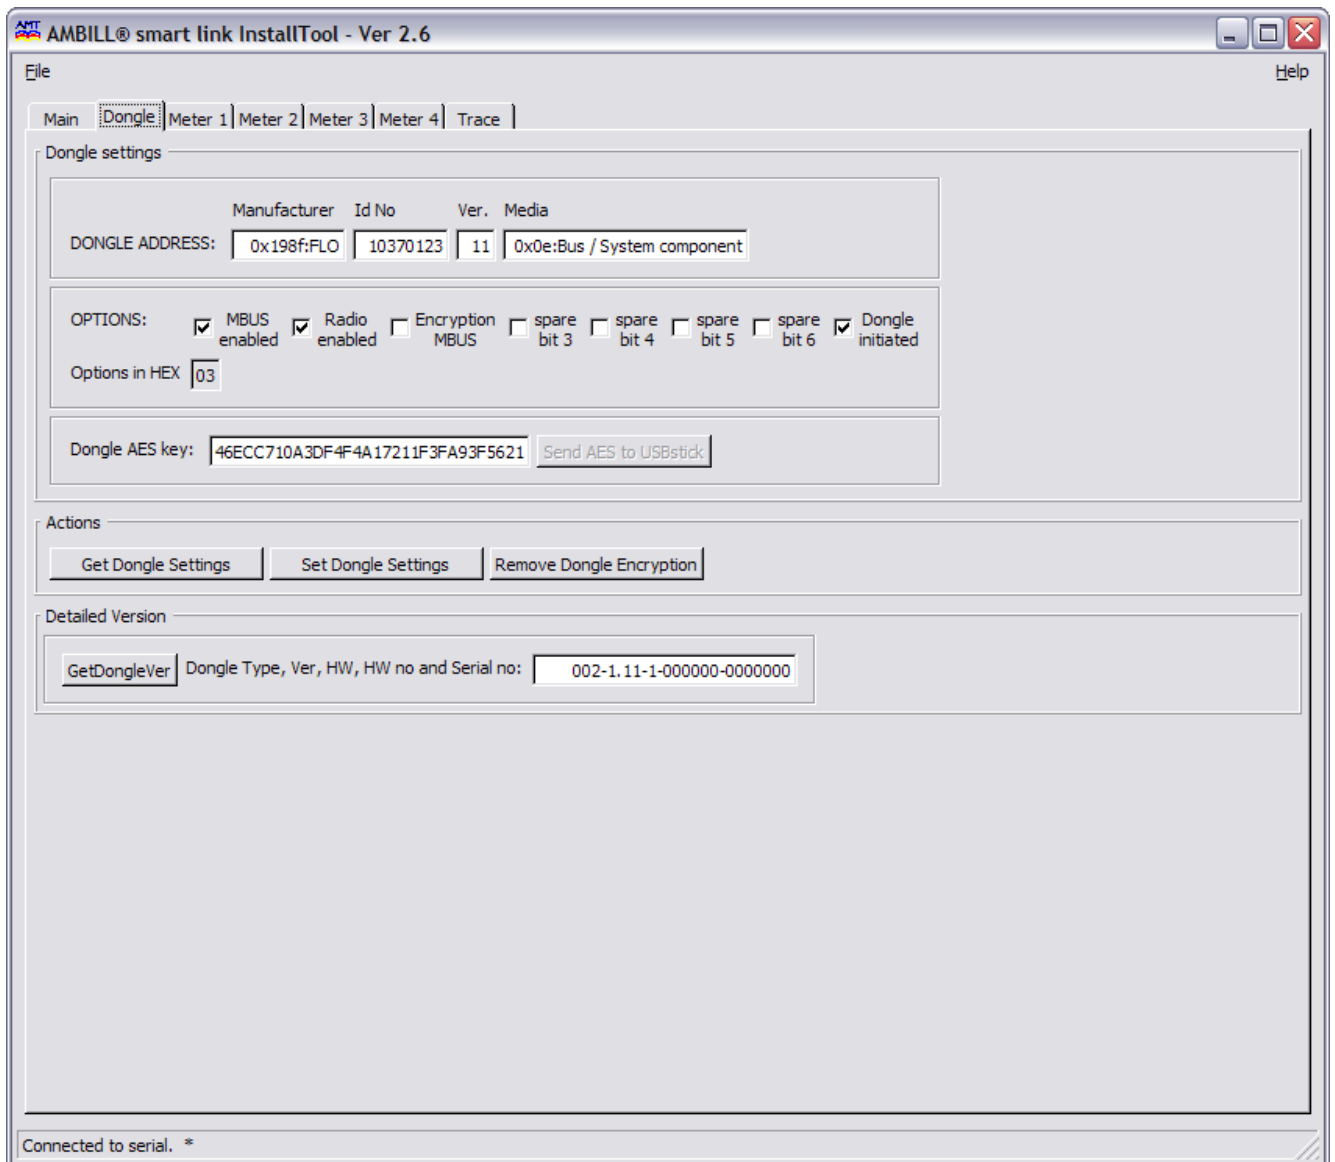 AMT AMBILL® smart link InstallTool - Ver 2.6
File Help
Main Dongle Meter 1 Meter 2 Meter 3 Meter 4 Trace
Dongle settings
Manufacturer Id No Ver. Media
DONGLE ADDRESS: 0x198f:FLO 10370123 11 0x0e:Bus / System component
OPTIONS: MBUS enabled Radio enabled Encryption MBUS spare bit 3 spare bit 4 spare bit 5 spare bit 6 Dongle initiated
Options in HEX 03
Dongle AES key: 46ECC710A3DF4F4A17211F3FA93F5621 Send AES to USBstick
Actions
Get Dongle Settings Set Dongle Settings Remove Dongle Encryption
Detailed Version
GetDongleVer Dongle Type, Ver, HW, HW no and Serial no: 002-1.11-1-000000-0000000
Connected to serial. *